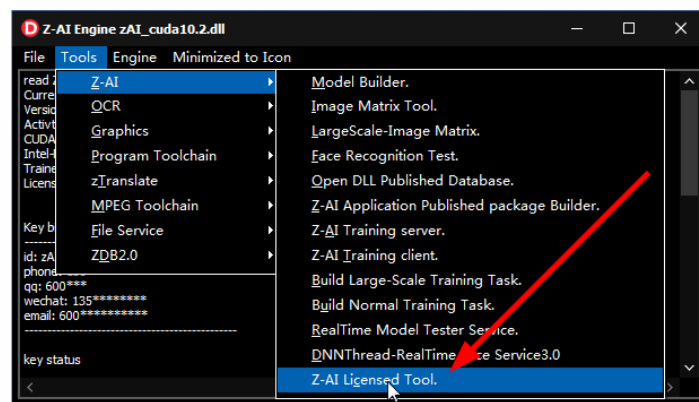 Z-AI Engine zAI_cuda10.2.dll
File Tools Engine Minimized to Icon
read
Z-AI
OCR
Graphics
Program Toolchain
zTranslate
MPEG Toolchain
File Service
ZDB2.0
Model Builder.
Image Matrix Tool.
LargeScale-Image Matrix.
Face Recognition Test.
Open DLL Published Database.
Z-AI Application Published package Builder.
Z-AI Training server.
Z-AI Training client.
Build Large-Scale Training Task.
Build Normal Training Task.
RealTime Model Tester Service.
DNNThread-RealTime Service3.0
Z-AI Licensed Tool.
Curre
Versio
Activt
CUDA
Intel-
Traine
Licens
Key b
id: zA
phone
qq: 600***
wechat: 135********
email: 600**********
------------------------------------------------
key status